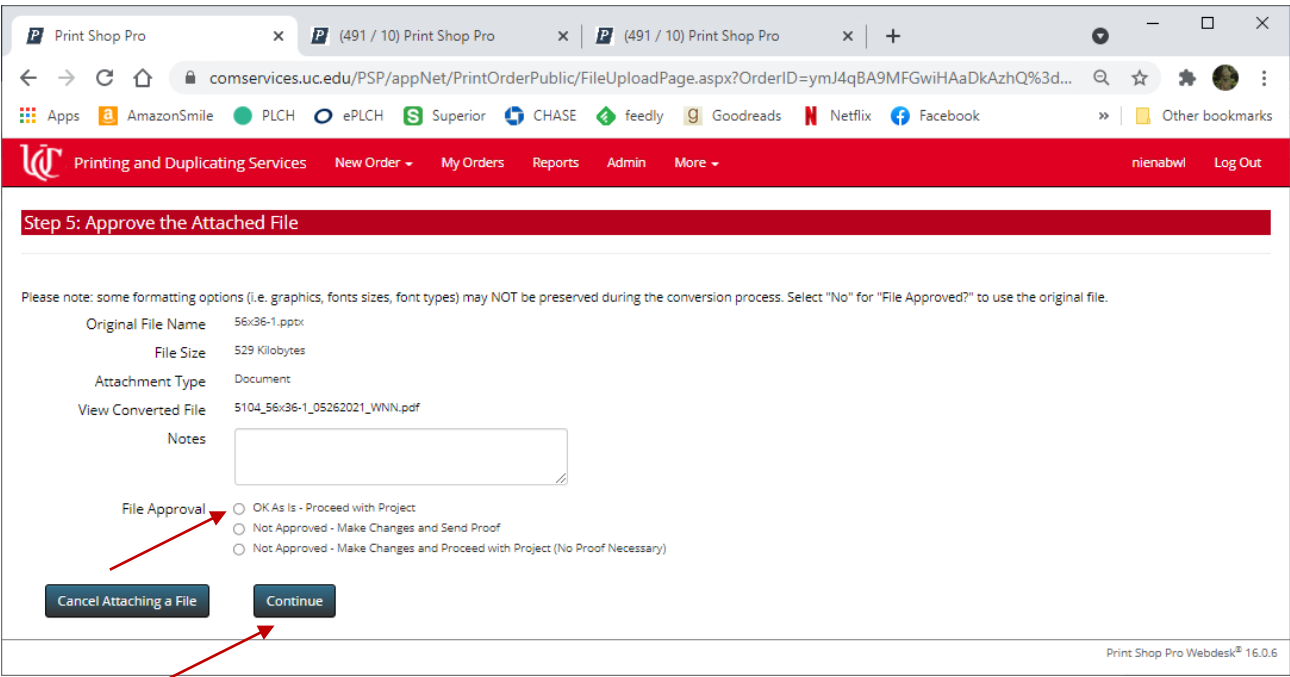 Print Shop Pro
(491 / 10) Print Shop Pro
(491 / 10) Print Shop Pro
comservices.uc.edu/PSP/appNet/PrintOrderPublic/FileUploadPage.aspx?OrderID=ymJ4qBA9MFGwiHAaDkAzhQ%3d...
Apps AmazonSmile PLCH ePLCH Superior CHASE feedly Goodreads Netflix Facebook » Other bookmarks
UC Printing and Duplicating Services New Order My Orders Reports Admin More nienabwl Log Out
Step 5: Approve the Attached File
Please note: some formatting options (i.e. graphics, fonts sizes, font types) may NOT be preserved during the conversion process. Select "No" for "File Approved?" to use the original file.
Original File Name 56x36-1.pptx
File Size 529 Kilobytes
Attachment Type Document
View Converted File 5104_56x36-1_05262021_WNN.pdf
Notes
File Approval OK As Is - Proceed with Project
Not Approved - Make Changes and Send Proof
Not Approved - Make Changes and Proceed with Project (No Proof Necessary)
Cancel Attaching a File Continue
Print Shop Pro Webdesk® 16.0.6